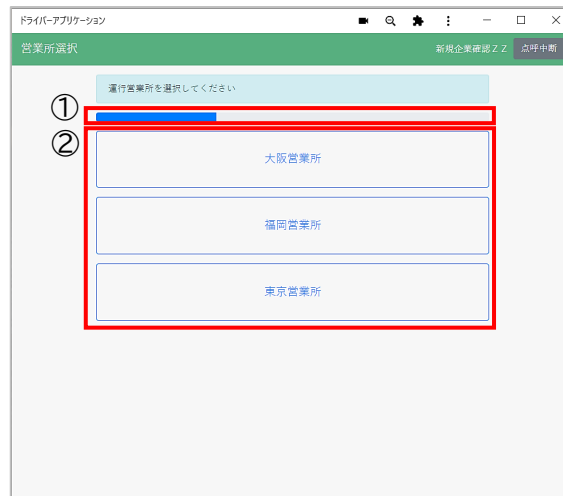 ドライバーアプリケーション
営業所選択 新規企業確認ZZ 点呼中断
運行営業所を選択してください
①
②
大阪営業所
福岡営業所
東京営業所